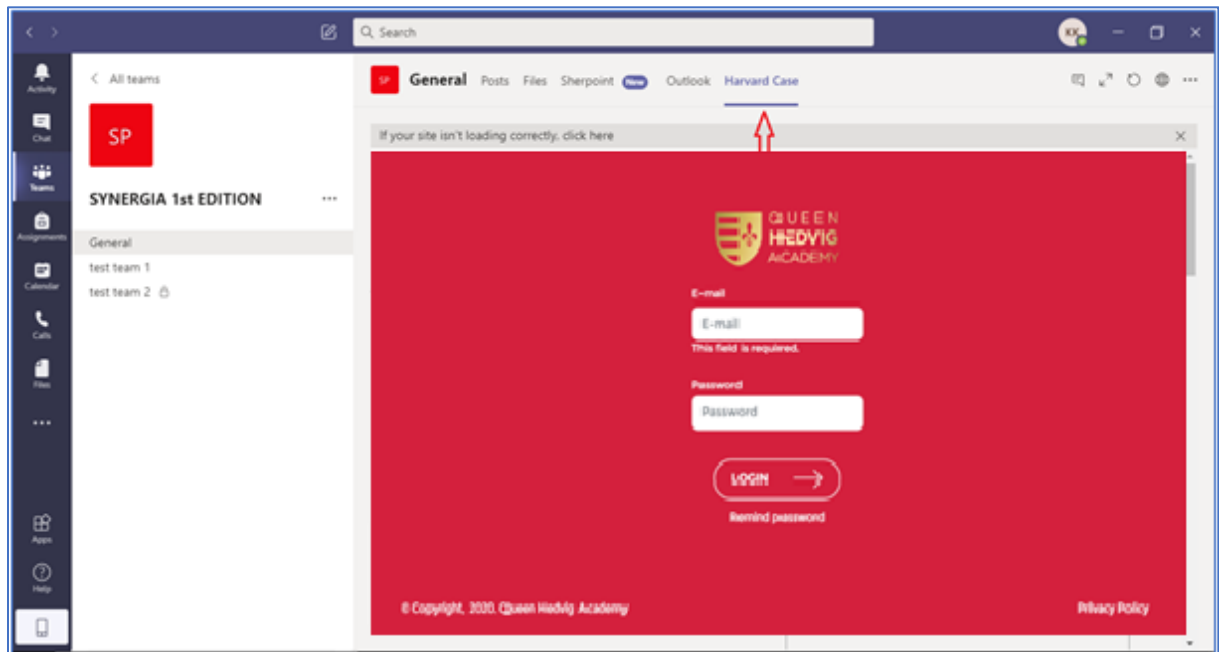 Search
KK
Activity
Chat
Teams
Assignments
Calendar
Calls
Files
Apps
Help
All teams
SP
SYNERGIA 1st EDITION
General
test team 1
test team 2
SP General Posts Files Sherpoint New Outlook Harvard Case
If your site isn't loading correctly, click here
QUEEN
HEDVIG
ACADEMY
E-mail
E-mail
This field is required.
Password
Password
LOGIN
Remind password
© Copyright, 2020. Queen Hedvig Academy
Privacy Policy